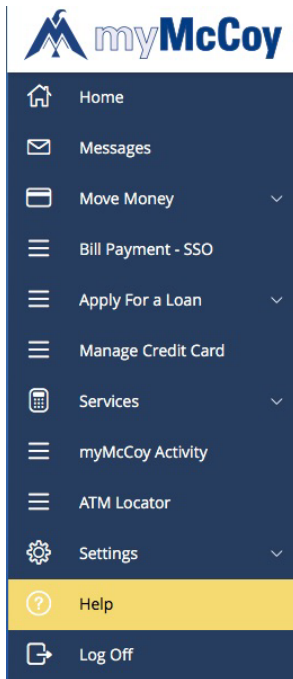 myMcCoy
Home
Messages
Move Money
Bill Payment - SSO
Apply For a Loan
Manage Credit Card
Services
myMcCoy Activity
ATM Locator
Settings
Help
Log Off